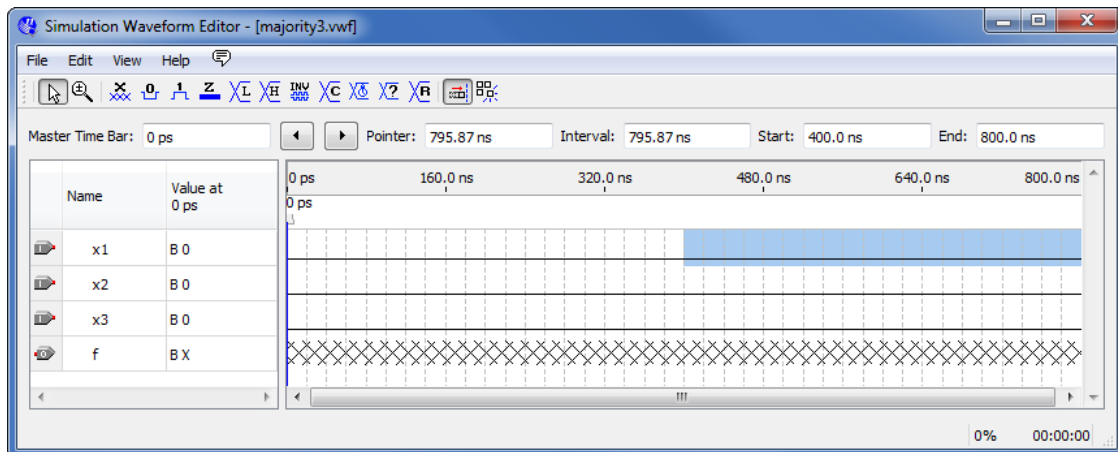 Simulation Waveform Editor - [majority3.vwf]
File Edit View Help
Master Time Bar: 0 ps Pointer: 795.87 ns Interval: 795.87 ns Start: 400.0 ns End: 800.0 ns
Name Value at 0 ps 0 ps 160.0 ns 320.0 ns 480.0 ns 640.0 ns 800.0 ns
0 ps
x1 B 0
x2 B 0
x3 B 0
f B X
0% 00:00:00